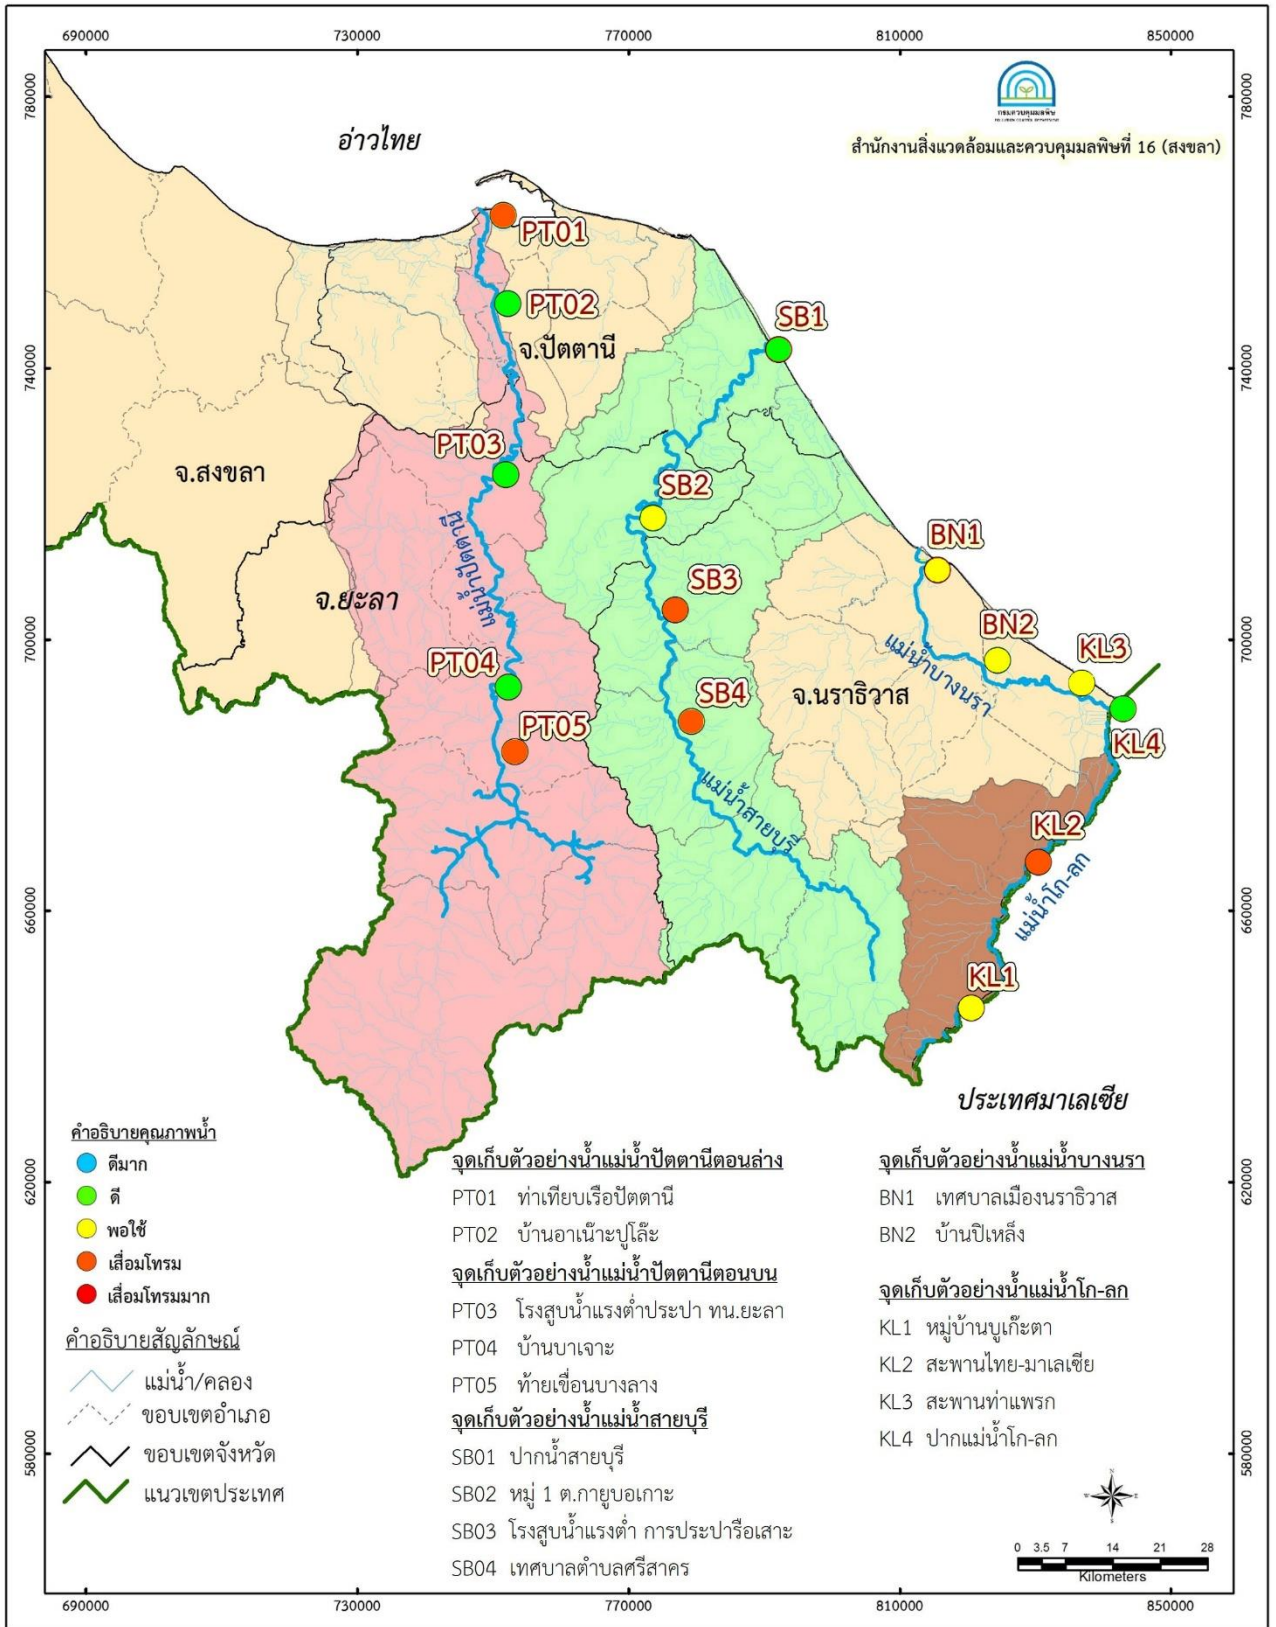 690000 730000 770000 810000 850000
780000 780000
740000 740000
700000 700000
660000 660000
620000 620000
580000 580000
กรมควบคุมมลพิษ
POLLUTION CONTROL DEPARTMENT
สำนักงานสิ่งแวดล้อมและควบคุมมลพิษที่ 16 (สงขลา)
อ่าวไทย
PT01
PT02
จ.ปัตตานี
SB1
PT03
จ.สงขลา
SB2
แม่น้ำปัตตานี
BN1
SB3
จ.ยะลา
BN2
KL3
PT04
แม่น้ำบางนรา
SB4
จ.นราธิวาส
PT05
KL4
แม่น้ำสายบุรี
KL2
แม่น้ำโก-ลก
KL1
ประเทศมาเลเซีย
คำอธิบายคุณภาพน้ำ
ดีมาก
ดี
พอใช้
เสื่อมโทรม
เสื่อมโทรมมาก
คำอธิบายสัญลักษณ์
แม่น้ำ/คลอง
ขอบเขตอำเภอ
ขอบเขตจังหวัด
แนวเขตประเทศ
จุดเก็บตัวอย่างน้ำแม่น้ำปัตตานีตอนล่าง
PT01 ท่าเทียบเรือปัตตานี
PT02 บ้านอาเน๊าะปูโล๊ะ
จุดเก็บตัวอย่างน้ำแม่น้ำปัตตานีตอนบน
PT03 โรงสูบน้ำแรงต่ำประปา ทน.ยะลา
PT04 บ้านบาเจาะ
PT05 ท้ายเขื่อนบางลาง
จุดเก็บตัวอย่างน้ำแม่น้ำสายบุรี
SB01 ปากน้ำสายบุรี
SB02 หมู่ 1 ต.กายูบอเกาะ
SB03 โรงสูบน้ำแรงต่ำ การประปารือเสาะ
SB04 เทศบาลตำบลศรีสาคร
จุดเก็บตัวอย่างน้ำแม่น้ำบางนรา
BN1 เทศบาลเมืองนราธิวาส
BN2 บ้านปิเหล็ง
จุดเก็บตัวอย่างน้ำแม่น้ำโก-ลก
KL1 หมู่บ้านบูเก๊ะตา
KL2 สะพานไทย-มาเลเซีย
KL3 สะพานท่าแพรก
KL4 ปากแม่น้ำโก-ลก
N
W E
S
0 3.5 7 14 21 28
Kilometers
690000 730000 770000 810000 850000